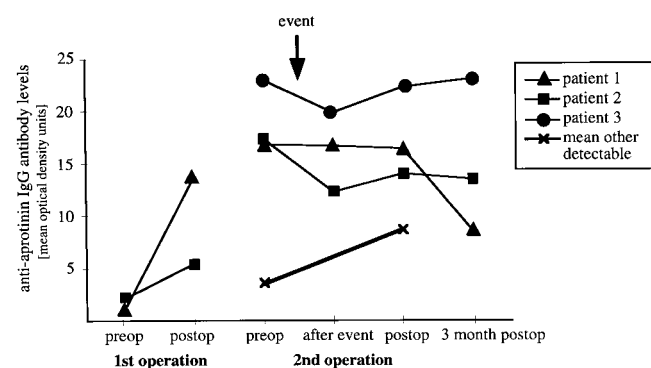 event
anti-aprotinin IgG antibody levels
[mean optical density units]
25
20
15
10
5
preop
postop
preop
after event
postop
3 month postop
1st operation
2nd operation
patient 1
patient 2
patient 3
mean other
detectable